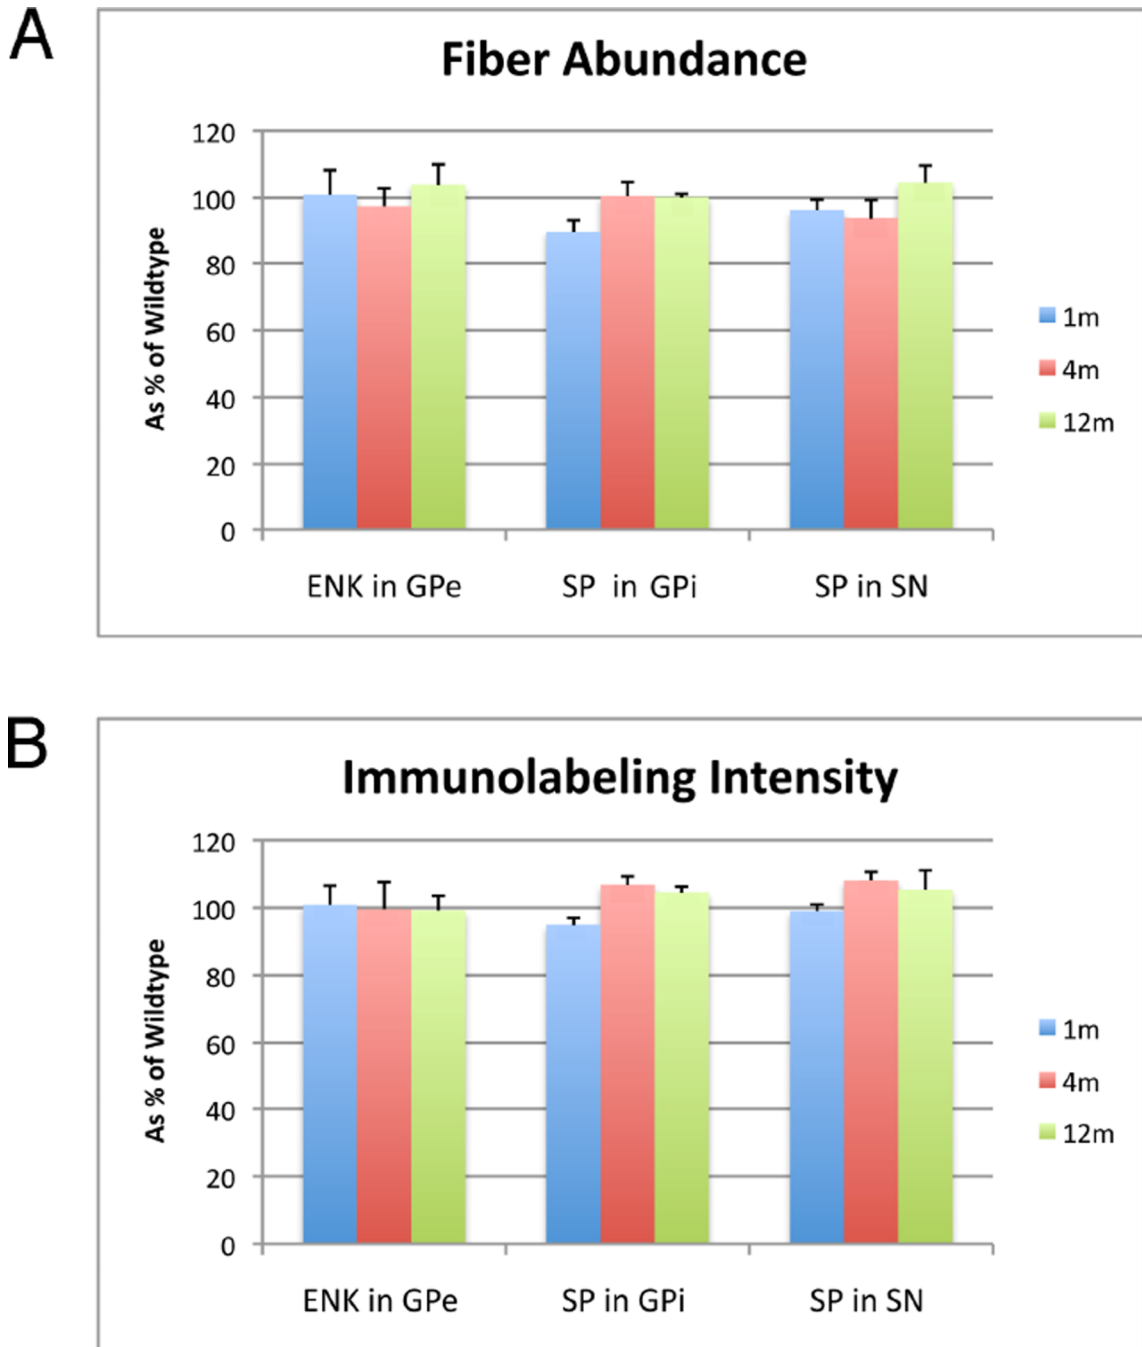 A
Fiber Abundance
120
100
80
60
40
20
0
As % of Wildtype
ENK in GPe
SP in GPi
SP in SN
1m
4m
12m
B
Immunolabeling Intensity
120
100
80
60
40
20
0
As % of Wildtype
ENK in GPe
SP in GPi
SP in SN
1m
4m
12m